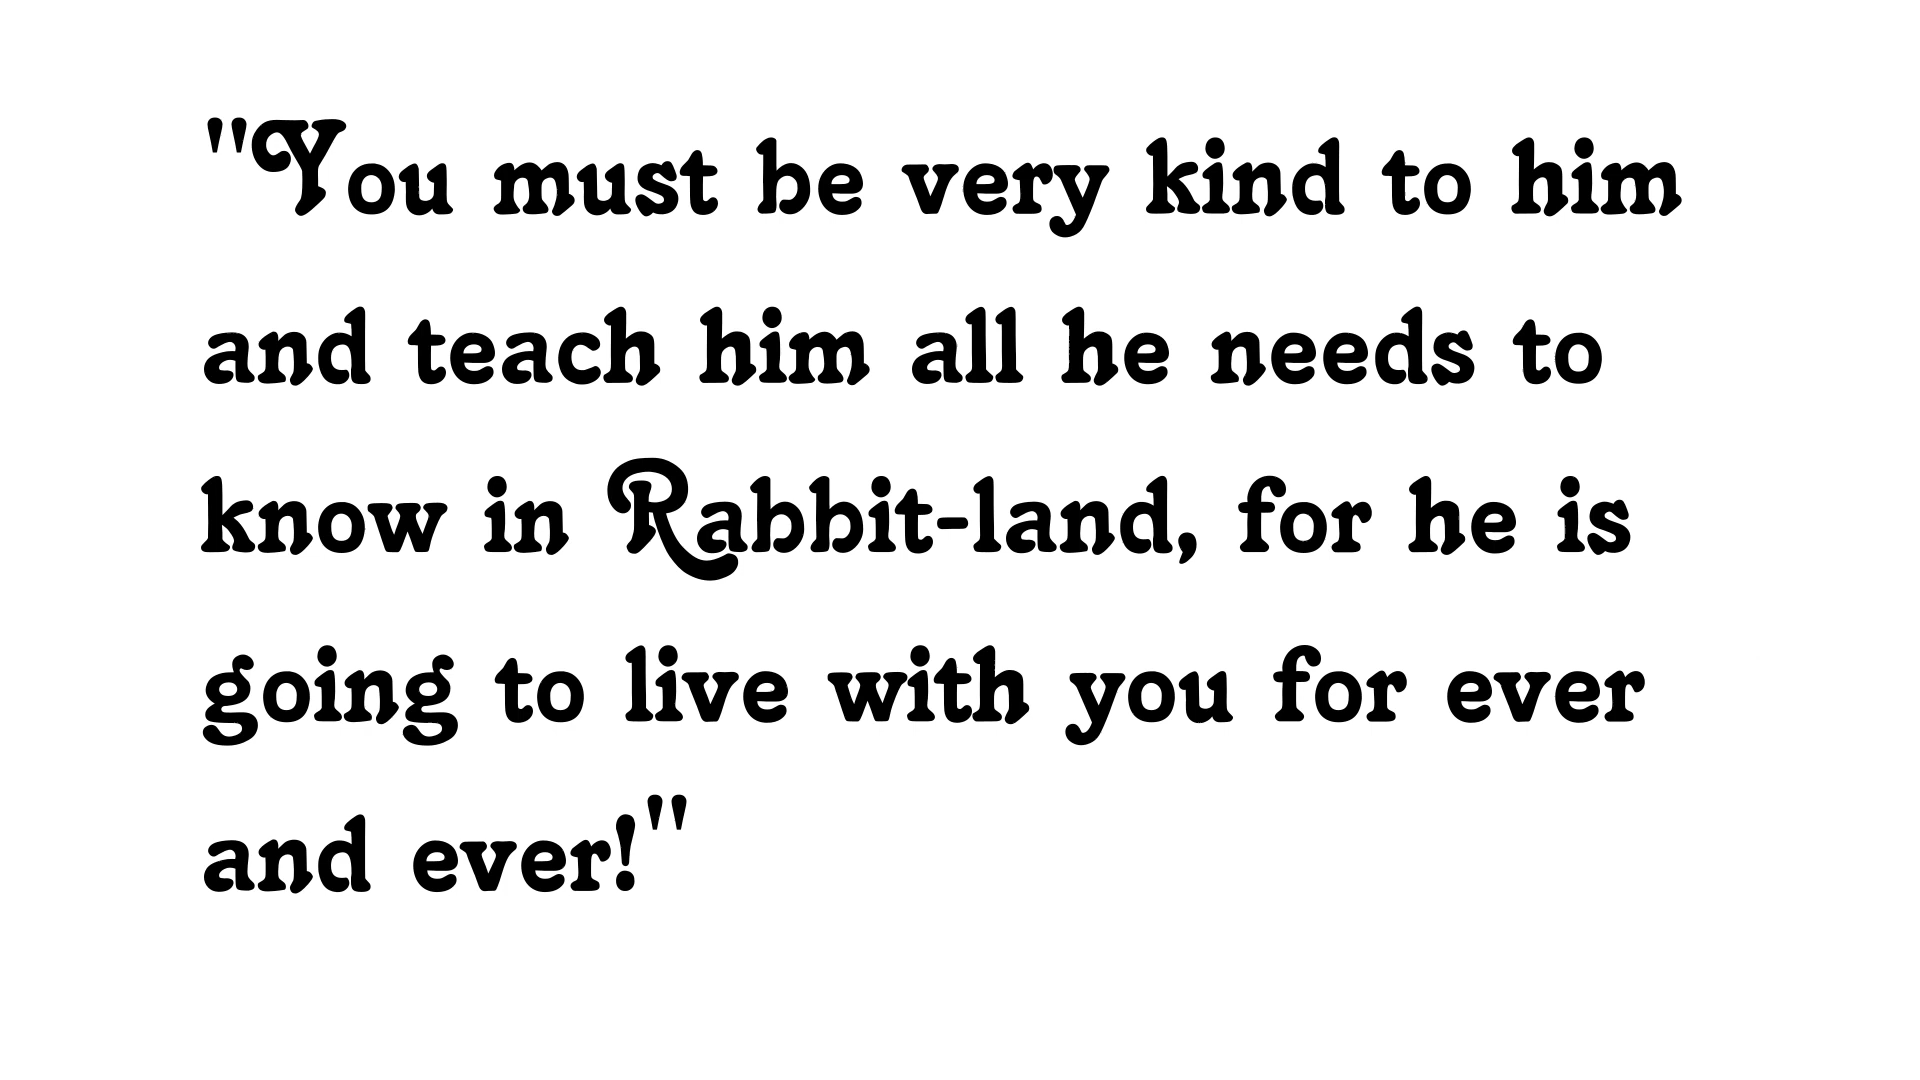 "You must be very kind to him
and teach him all he needs to
know in Rabbit-land, for he is
going to live with you for ever
and ever!"